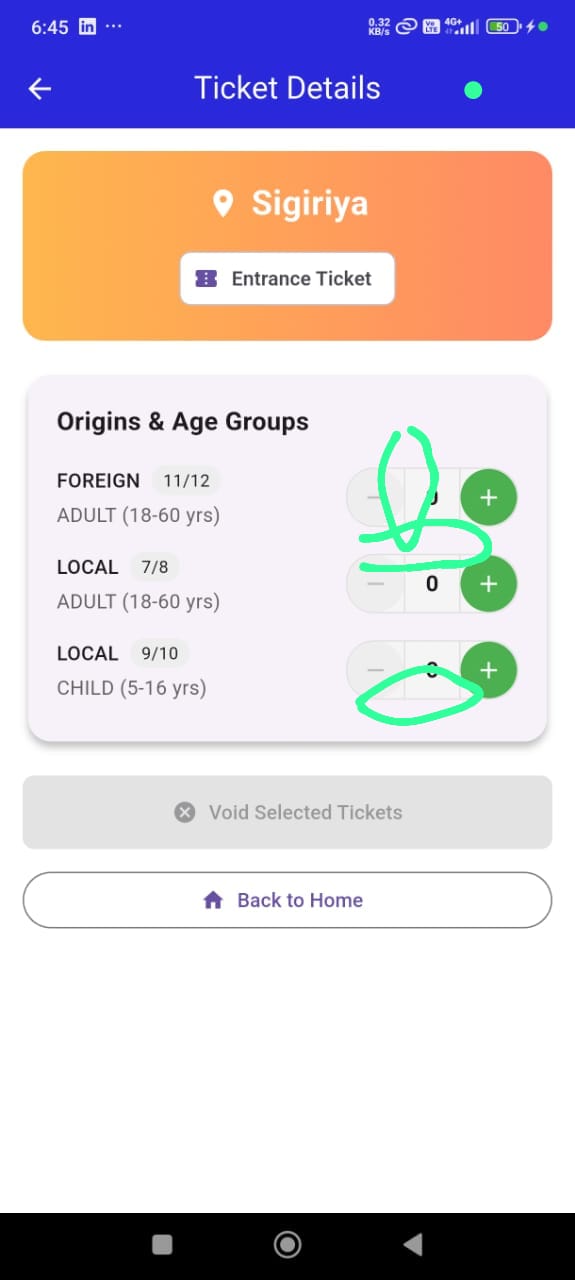 6:45 in ... 0.32 KB/s Vo LTE 4G+ 50
Ticket Details
Sigiriya
Entrance Ticket
Origins & Age Groups
FOREIGN 11/12
ADULT (18-60 yrs)
− +
LOCAL 7/8
ADULT (18-60 yrs)
− 0 +
LOCAL 9/10
CHILD (5-16 yrs)
− 0 +
Void Selected Tickets
Back to Home